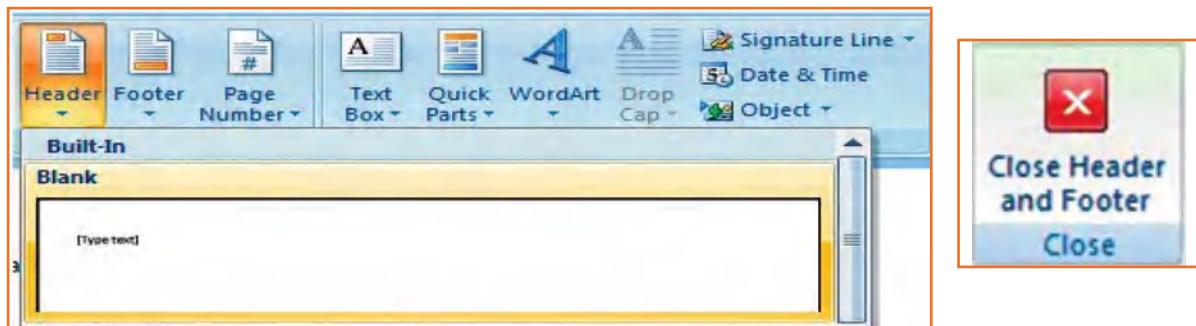 Header Footer Page Number Text Box Quick Parts WordArt Drop Cap
Signature Line
Date & Time
Object
Built-In
Blank
[Type text]
Close Header
and Footer
Close